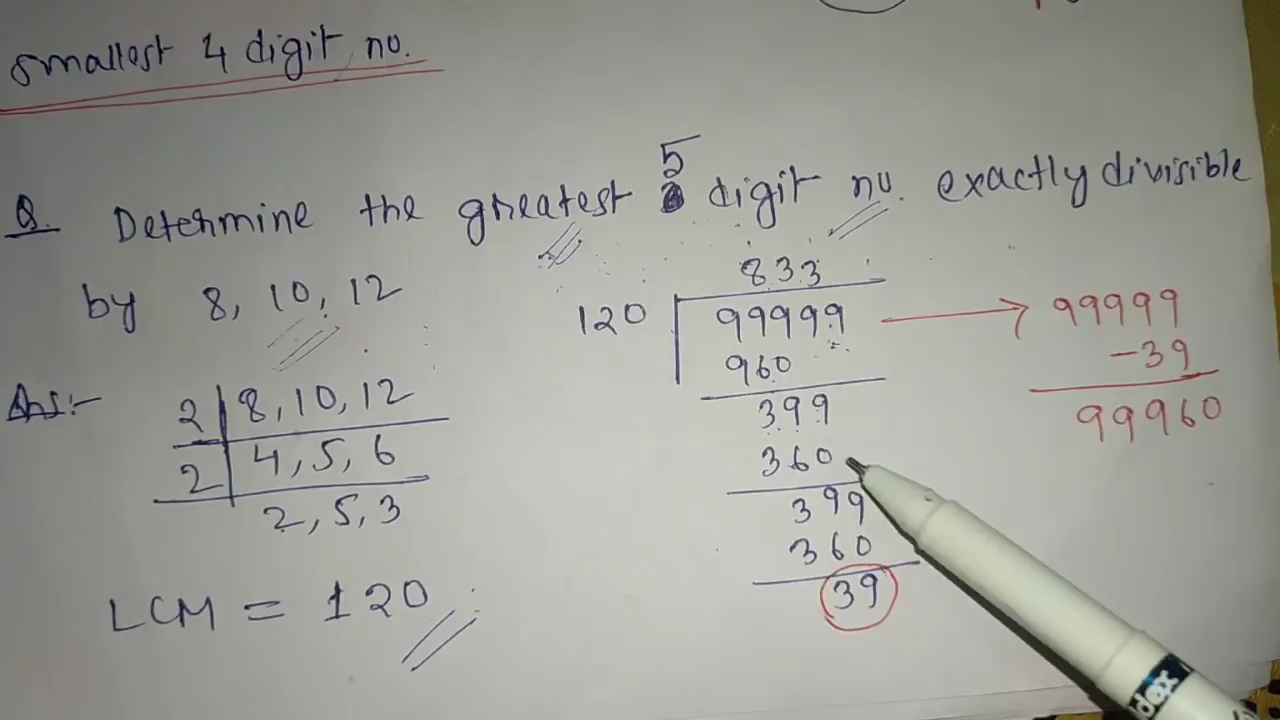 smallest 4 digit no.
Q. Determine the greatest 5 digit no. exactly divisible
by 8, 10, 12
Ans:-
2 | 8, 10, 12
2 | 4, 5, 6
2, 5, 3
LCM = 120
833
120 | 99999
960
399
360
399
360
39
99999
-39
99960
dex